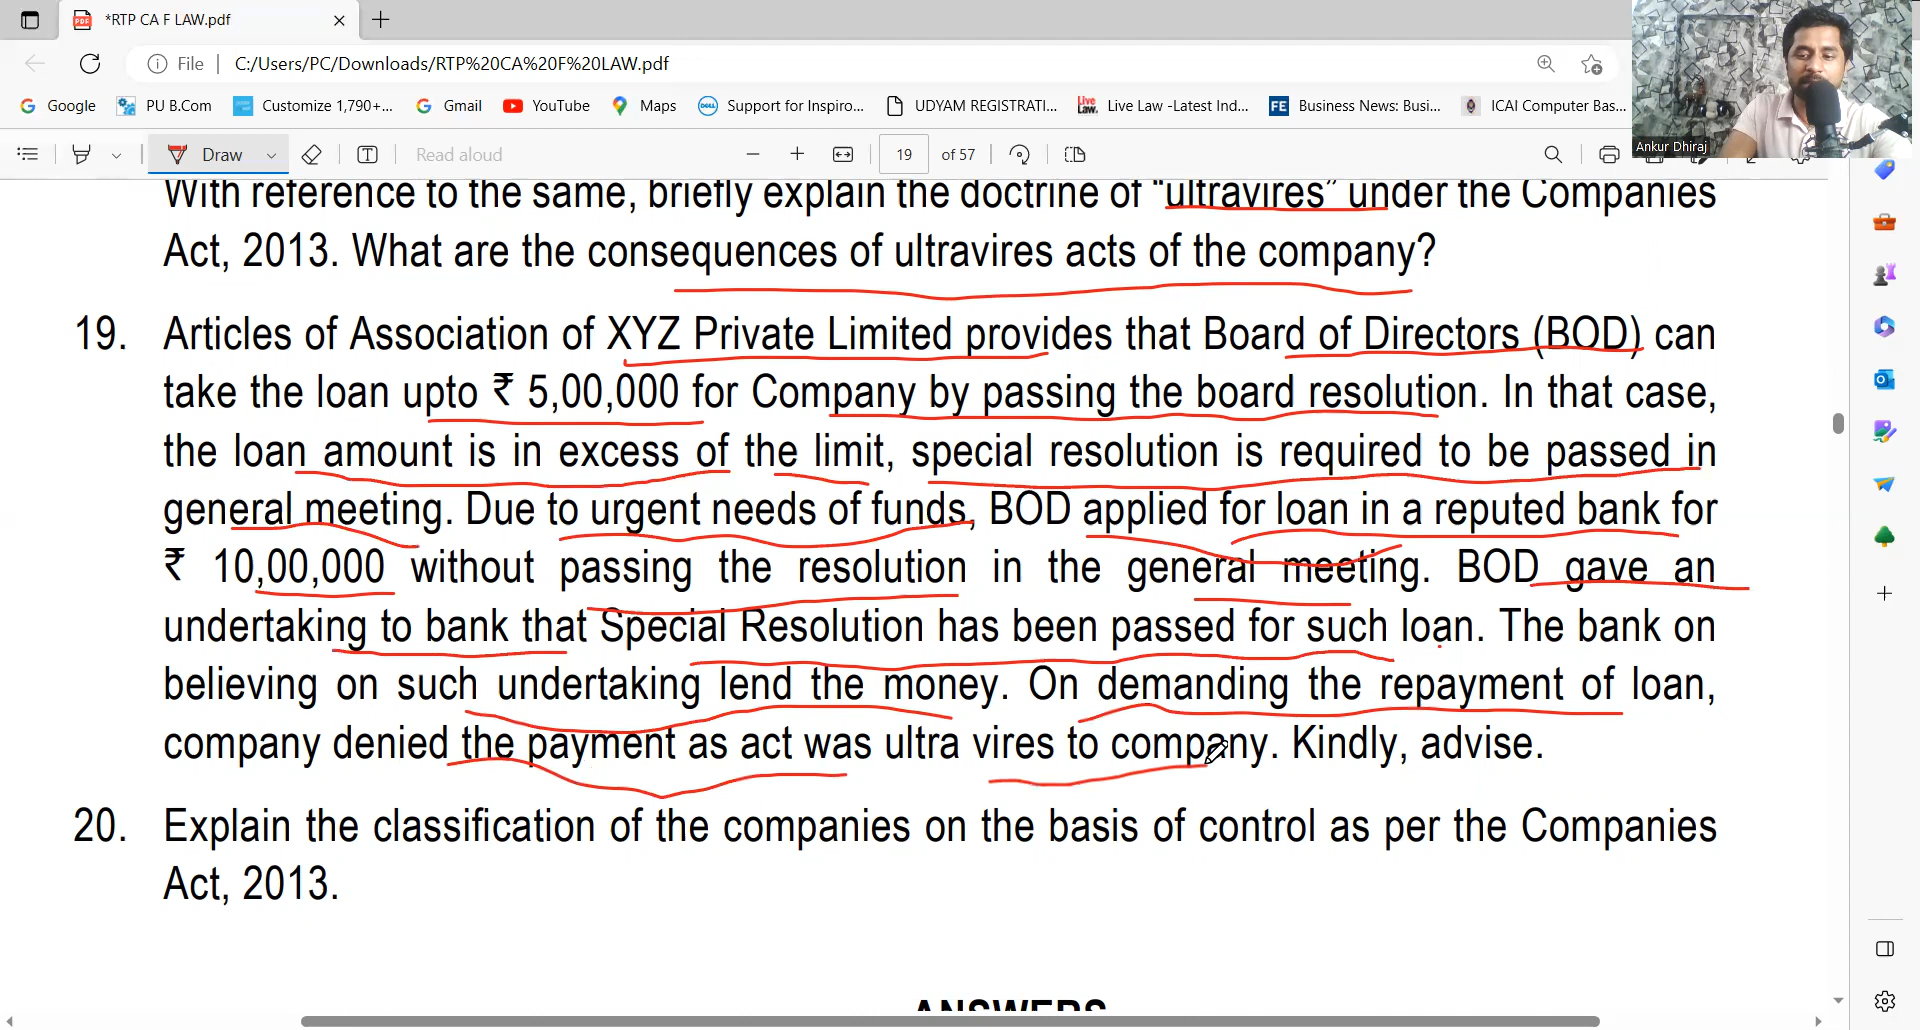 *RTP CA F LAW.pdf
File
C:/Users/PC/Downloads/RTP%20CA%20F%20LAW.pdf
Google PU B.Com Customize 1,790+... Gmail YouTube Maps Support for Inspiro... UDYAM REGISTRATI... Live Law -Latest Ind... Business News: Busi... ICAI Computer Bas...
Draw Read aloud 19 of 57
Ankur Dhiraj
With reference to the same, briefly explain the doctrine of “ultravires” under the Companies
Act, 2013. What are the consequences of ultravires acts of the company?
19. Articles of Association of XYZ Private Limited provides that Board of Directors (BOD) can
take the loan upto ₹ 5,00,000 for Company by passing the board resolution. In that case,
the loan amount is in excess of the limit, special resolution is required to be passed in
general meeting. Due to urgent needs of funds, BOD applied for loan in a reputed bank for
₹ 10,00,000 without passing the resolution in the general meeting. BOD gave an
undertaking to bank that Special Resolution has been passed for such loan. The bank on
believing on such undertaking lend the money. On demanding the repayment of loan,
company denied the payment as act was ultra vires to company. Kindly, advise.
20. Explain the classification of the companies on the basis of control as per the Companies
Act, 2013.
ANSWERS